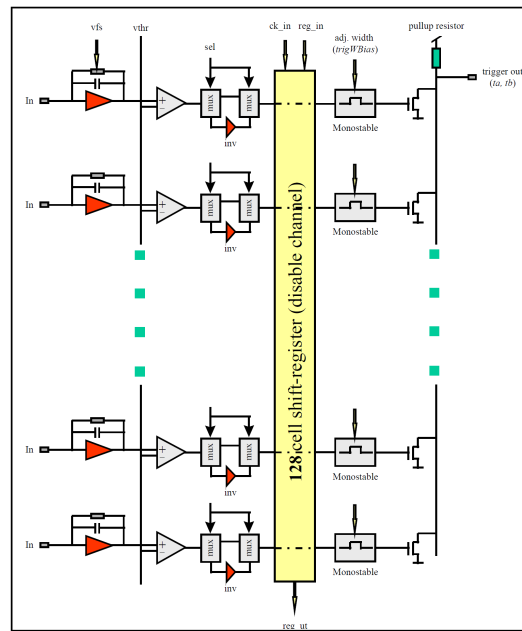 vfs
vthr
sel
ck_in
reg_in
adj. width
(trigWBias)
pullup resistor
trigger out
(ta, tb)
In
+
−
mux
mux
inv
Monostable
In
+
−
mux
mux
inv
Monostable
128 cell shift-register (disable channel)
In
+
−
mux
mux
inv
Monostable
In
+
−
mux
mux
inv
Monostable
reg_ut